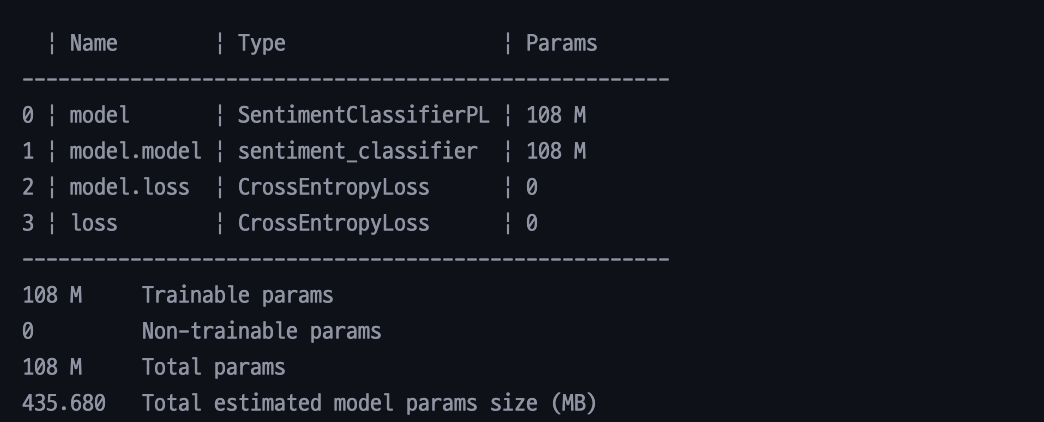 ¦ Name        ¦ Type                  ¦ Params
------------------------------------------------------
0 ¦ model       ¦ SentimentClassifierPL ¦ 108 M
1 ¦ model.model ¦ sentiment_classifier  ¦ 108 M
2 ¦ model.loss  ¦ CrossEntropyLoss      ¦ 0
3 ¦ loss        ¦ CrossEntropyLoss      ¦ 0
------------------------------------------------------
108 M     Trainable params
0         Non-trainable params
108 M     Total params
435.680   Total estimated model params size (MB)